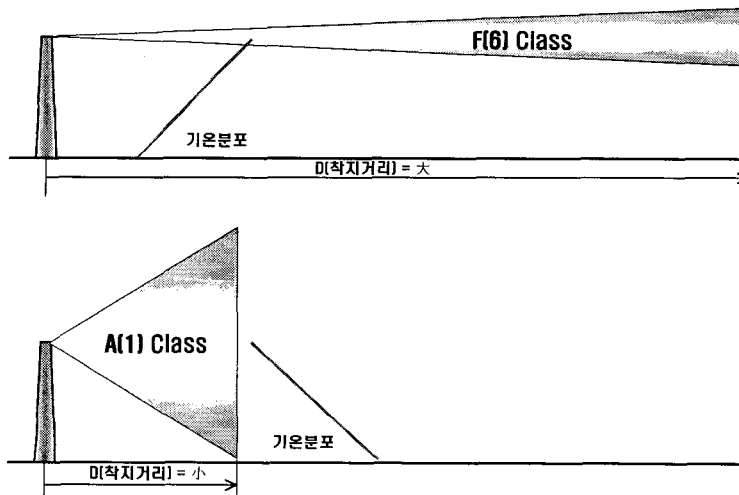 F(6) Class
기온분포
D(착지거리) = 大
A(1) Class
기온분포
D(착지거리) = 小